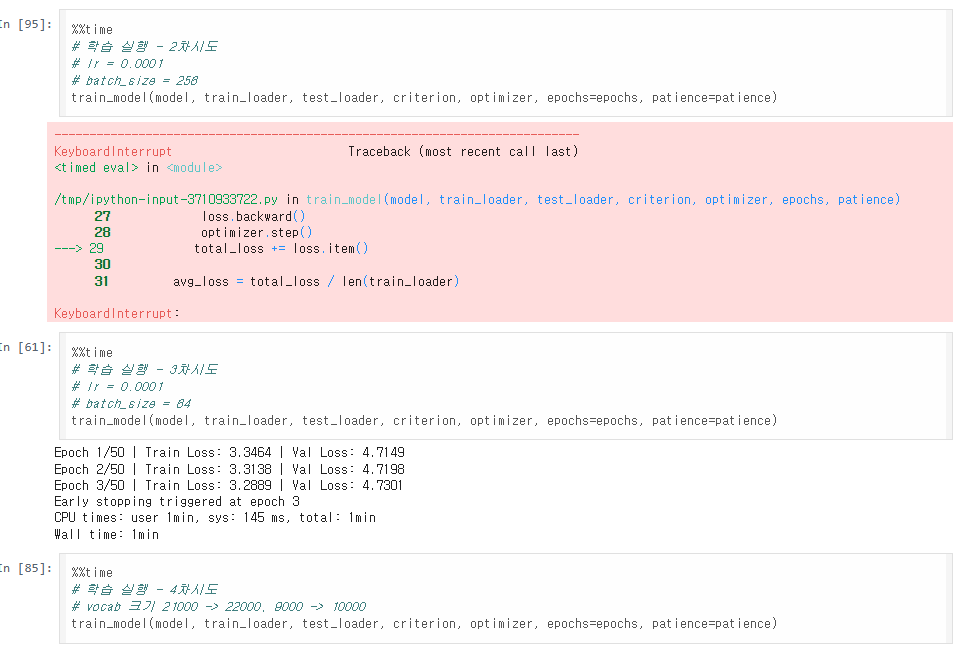 In [95]:
%%time
# 학습 실행 - 2차시도
# lr = 0.0001
# batch_size = 256
train_model(model, train_loader, test_loader, criterion, optimizer, epochs=epochs, patience=patience)
---------------------------------------------------------------------------
KeyboardInterrupt                         Traceback (most recent call last)
<timed eval> in <module>
/tmp/ipython-input-3710933722.py in train_model(model, train_loader, test_loader, criterion, optimizer, epochs, patience)
27             loss.backward()
28             optimizer.step()
---> 29             total_loss += loss.item()
30
31         avg_loss = total_loss / len(train_loader)
KeyboardInterrupt:
In [61]:
%%time
# 학습 실행 - 3차시도
# lr = 0.0001
# batch_size = 64
train_model(model, train_loader, test_loader, criterion, optimizer, epochs=epochs, patience=patience)
Epoch 1/50 | Train Loss: 3.3464 | Val Loss: 4.7149
Epoch 2/50 | Train Loss: 3.3138 | Val Loss: 4.7198
Epoch 3/50 | Train Loss: 3.2889 | Val Loss: 4.7301
Early stopping triggered at epoch 3
CPU times: user 1min, sys: 145 ms, total: 1min
Wall time: 1min
In [85]:
%%time
# 학습 실행 - 4차시도
# vocab 크기 21000 -> 22000, 9000 -> 10000
train_model(model, train_loader, test_loader, criterion, optimizer, epochs=epochs, patience=patience)